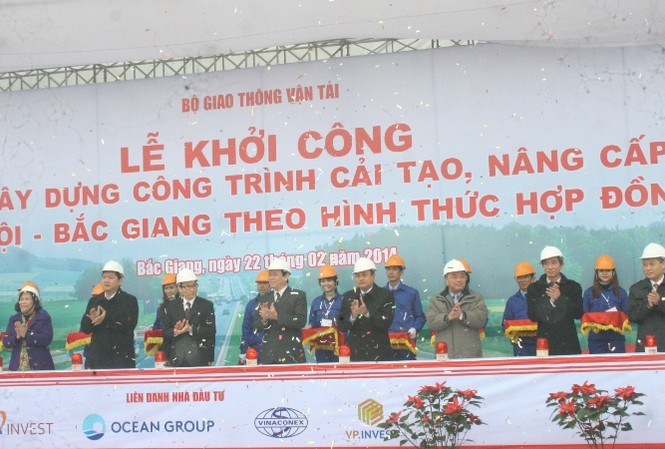 BỘ GIAO THÔNG VẬN TẢI
LỄ KHỞI CÔNG
ÂY DỰNG CÔNG TRÌNH CẢI TẠO, NÂNG CẤP
ỘI - BẮC GIANG THEO HÌNH THỨC HỢP ĐỒN
Bắc Giang, ngày 22 tháng 02 năm 2014
LIÊN DANH NHÀ ĐẦU TƯ
INVEST
OCEAN GROUP
VINACONEX
VP.INVEST